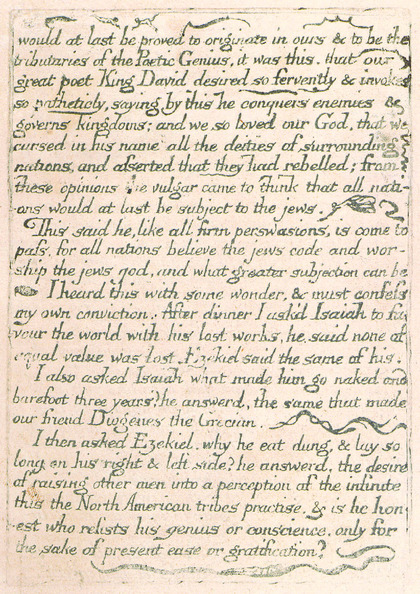 would at last be proved to originate in ours & to be the
tributaries of the Poetic Genius, it was this. that our
great poet King David desired so fervently & invokes
so patheticly, saying by this he conquers enemies &
governs kingdoms; and we so loved our God, that we
cursed in his name all the deities of surrounding
nations, and asserted that they had rebelled; from
these opinions the vulgar came to think that all nati-
ons would at last be subject to the jews.
This said he, like all firm perswasions, is come to
pass, for all nations believe the jews code and wor-
ship the jews god, and what greater subjection can be
I heard this with some wonder, & must confess
my own conviction. After dinner I ask'd Isaiah to fa-
vour the world with his lost works, he said none of
equal value was lost. Ezekiel said the same of his.
I also asked Isaiah what made him go naked and
barefoot three years? he answerd, the same that made
our friend Diogenes the Grecian.
I then asked Ezekiel, why he eat dung, & lay so
long on his right & left side? he answerd, the desire
of raising other men into a perception of the infinite
this the North American tribes practise, & is he hon-
est who resists his genius or conscience, only for
the sake of present ease or gratification?